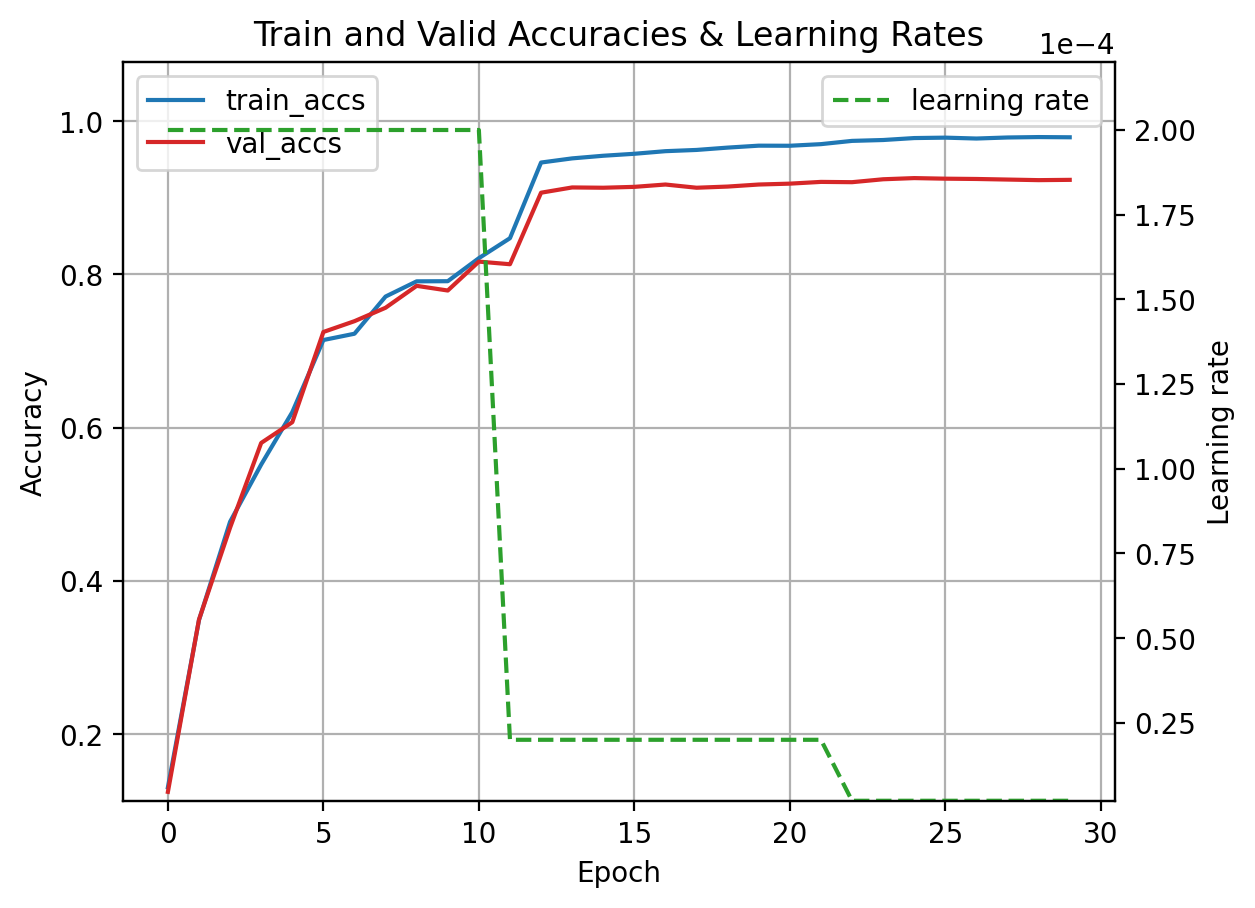 Train and Valid Accuracies & Learning Rates
1e−4
train_accs
val_accs
learning rate
1.0
0.8
0.6
0.4
0.2
Accuracy
2.00
1.75
1.50
1.25
1.00
0.75
0.50
0.25
Learning rate
0 5 10 15 20 25 30
Epoch